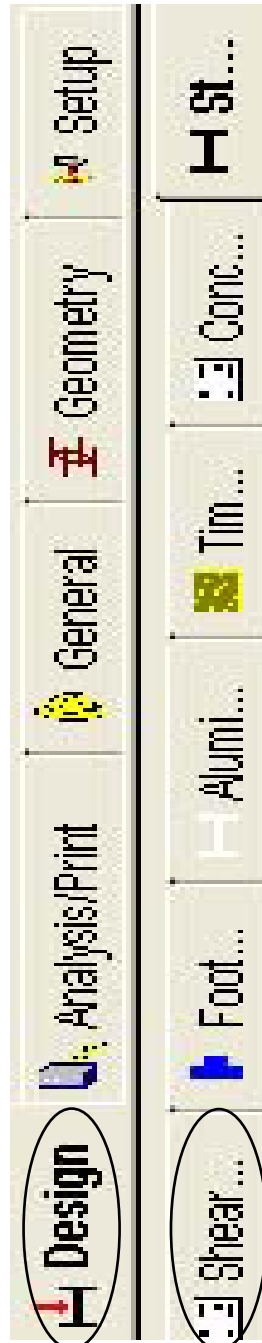 Setup
Geometry
General
Analysis/Print
Design
St...
Conc...
Tim...
Alumi...
Foot...
Shear...